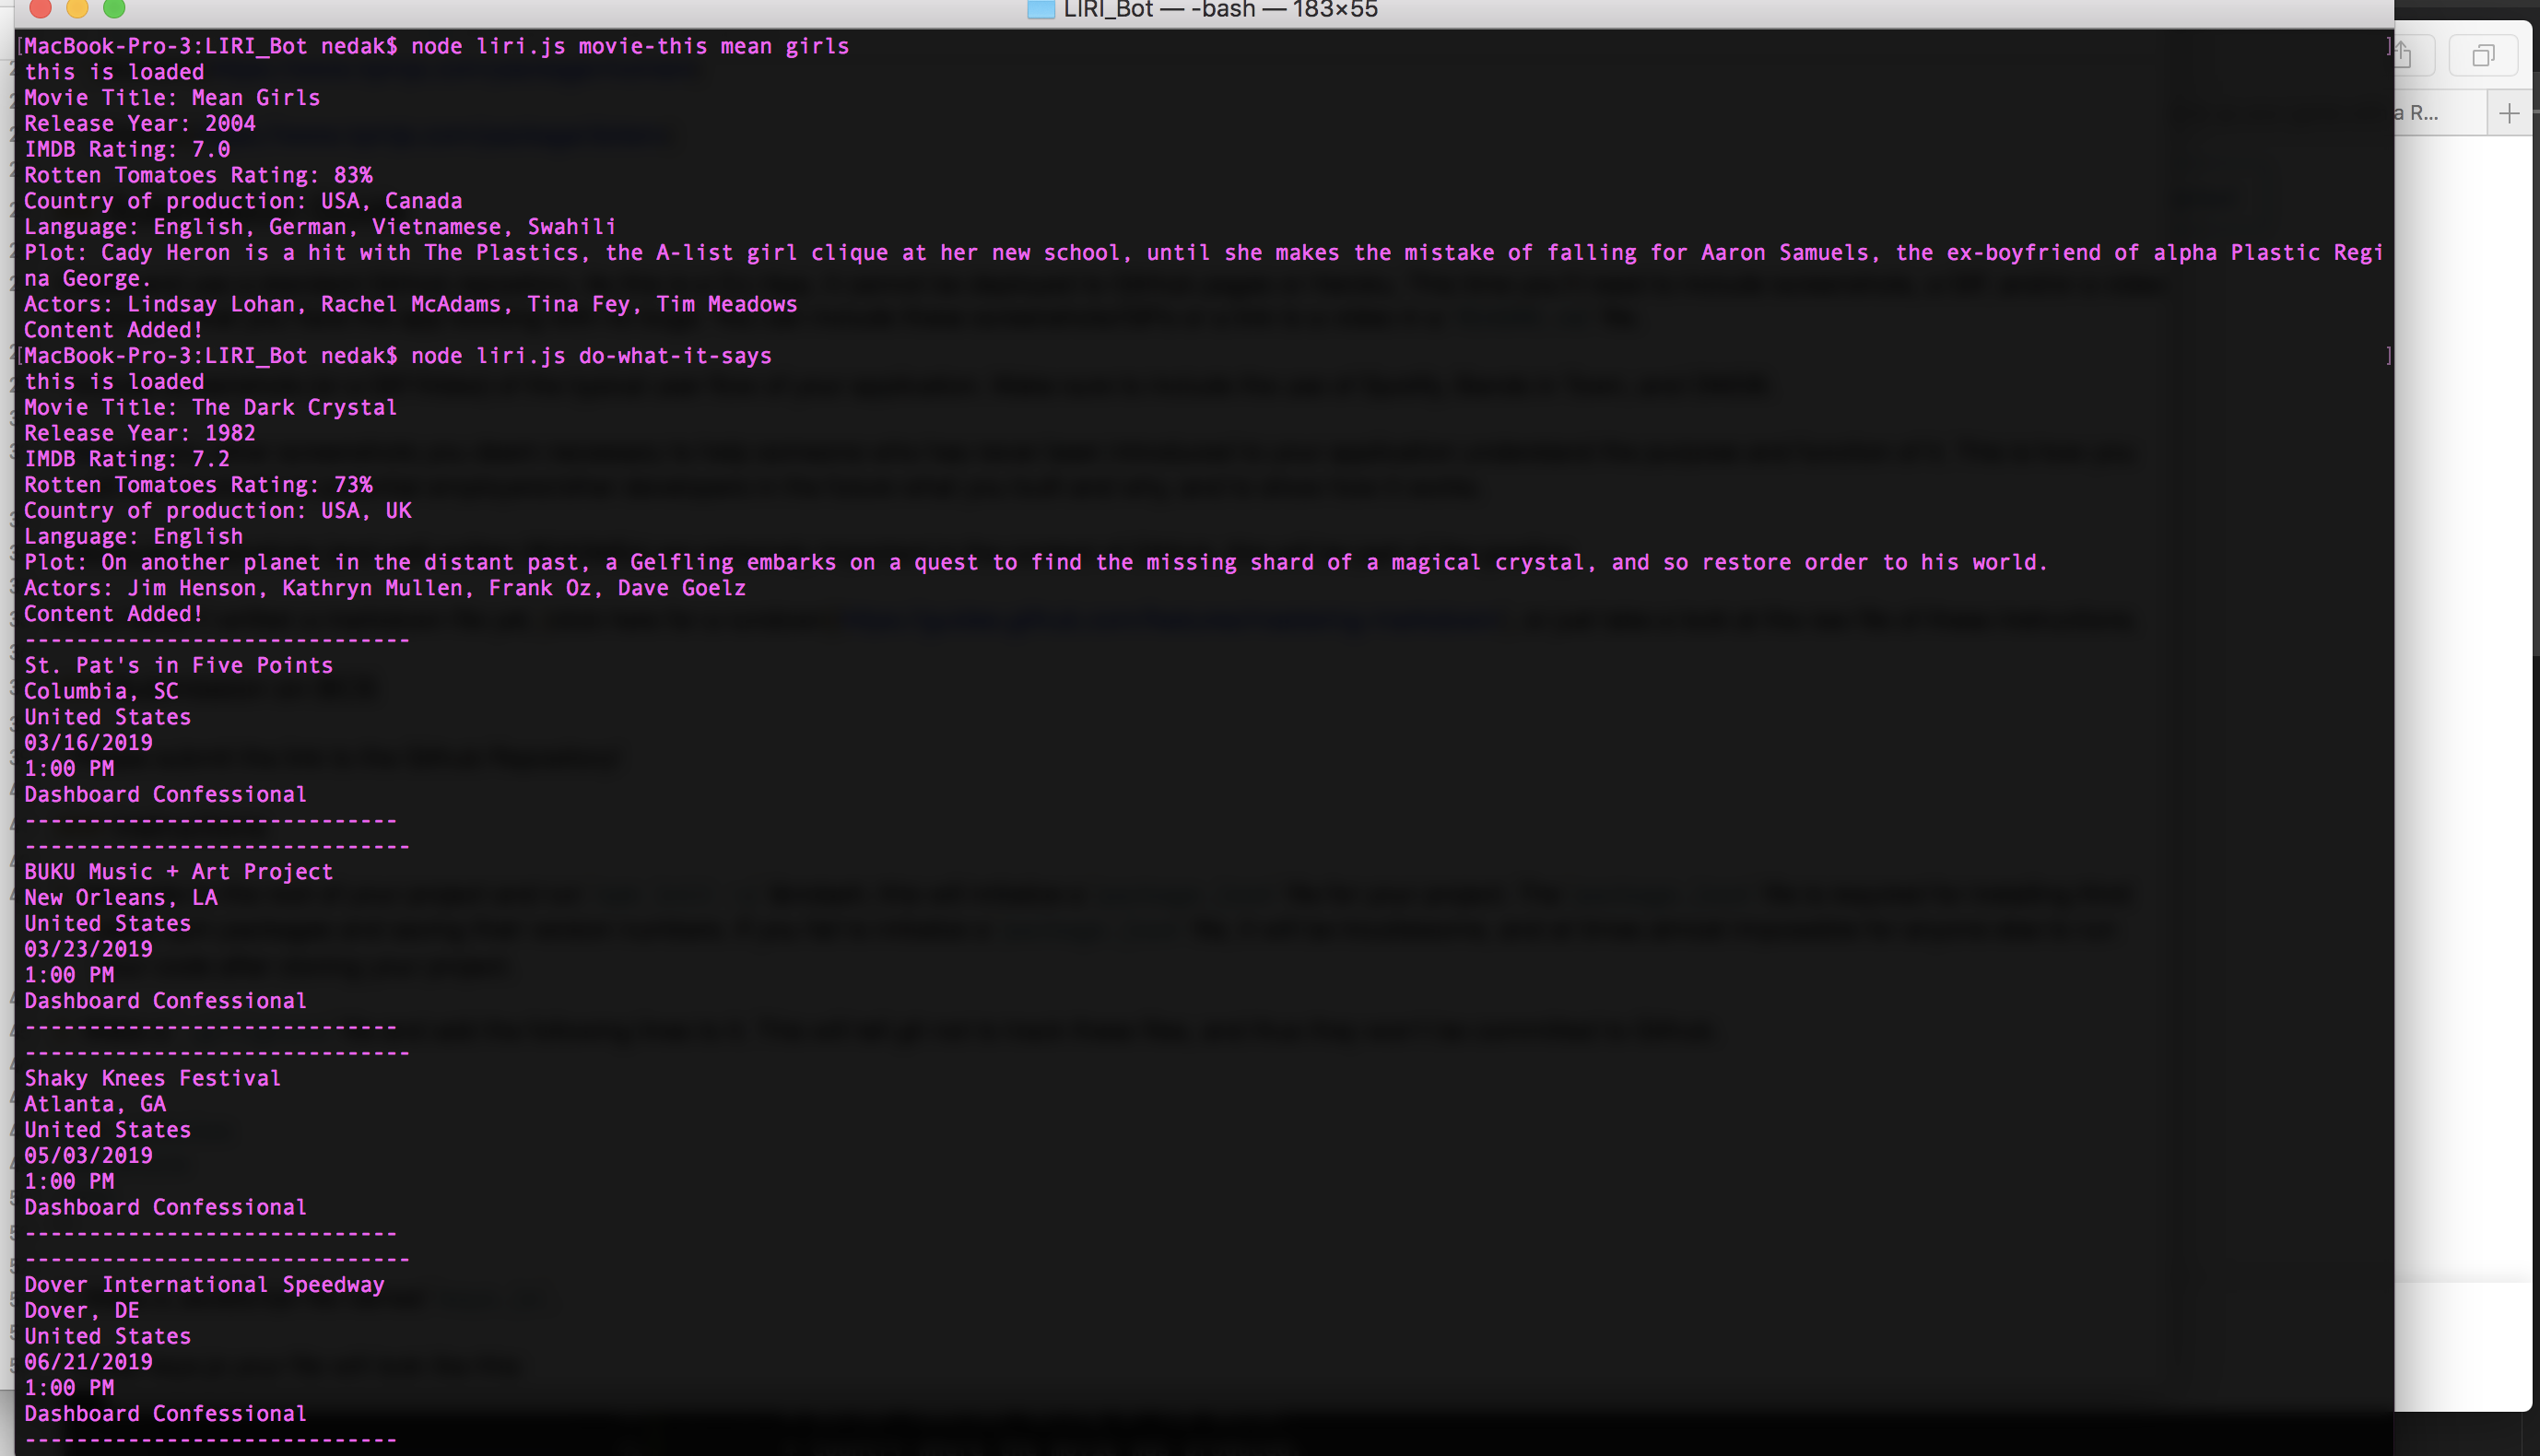 LIRI_Bot — -bash — 183×55
[MacBook-Pro-3:LIRI_Bot nedak$ node liri.js movie-this mean girls ]
this is loaded
Movie Title: Mean Girls
Release Year: 2004
IMDB Rating: 7.0
Rotten Tomatoes Rating: 83%
Country of production: USA, Canada
Language: English, German, Vietnamese, Swahili
Plot: Cady Heron is a hit with The Plastics, the A-list girl clique at her new school, until she makes the mistake of falling for Aaron Samuels, the ex-boyfriend of alpha Plastic Regi
na George.
Actors: Lindsay Lohan, Rachel McAdams, Tina Fey, Tim Meadows
Content Added!
[MacBook-Pro-3:LIRI_Bot nedak$ node liri.js do-what-it-says ]
this is loaded
Movie Title: The Dark Crystal
Release Year: 1982
IMDB Rating: 7.2
Rotten Tomatoes Rating: 73%
Country of production: USA, UK
Language: English
Plot: On another planet in the distant past, a Gelfling embarks on a quest to find the missing shard of a magical crystal, and so restore order to his world.
Actors: Jim Henson, Kathryn Mullen, Frank Oz, Dave Goelz
Content Added!
------------------------------
St. Pat's in Five Points
Columbia, SC
United States
03/16/2019
1:00 PM
Dashboard Confessional
-----------------------------
------------------------------
BUKU Music + Art Project
New Orleans, LA
United States
03/23/2019
1:00 PM
Dashboard Confessional
-----------------------------
------------------------------
Shaky Knees Festival
Atlanta, GA
United States
05/03/2019
1:00 PM
Dashboard Confessional
-----------------------------
------------------------------
Dover International Speedway
Dover, DE
United States
06/21/2019
1:00 PM
Dashboard Confessional
-----------------------------
a R...